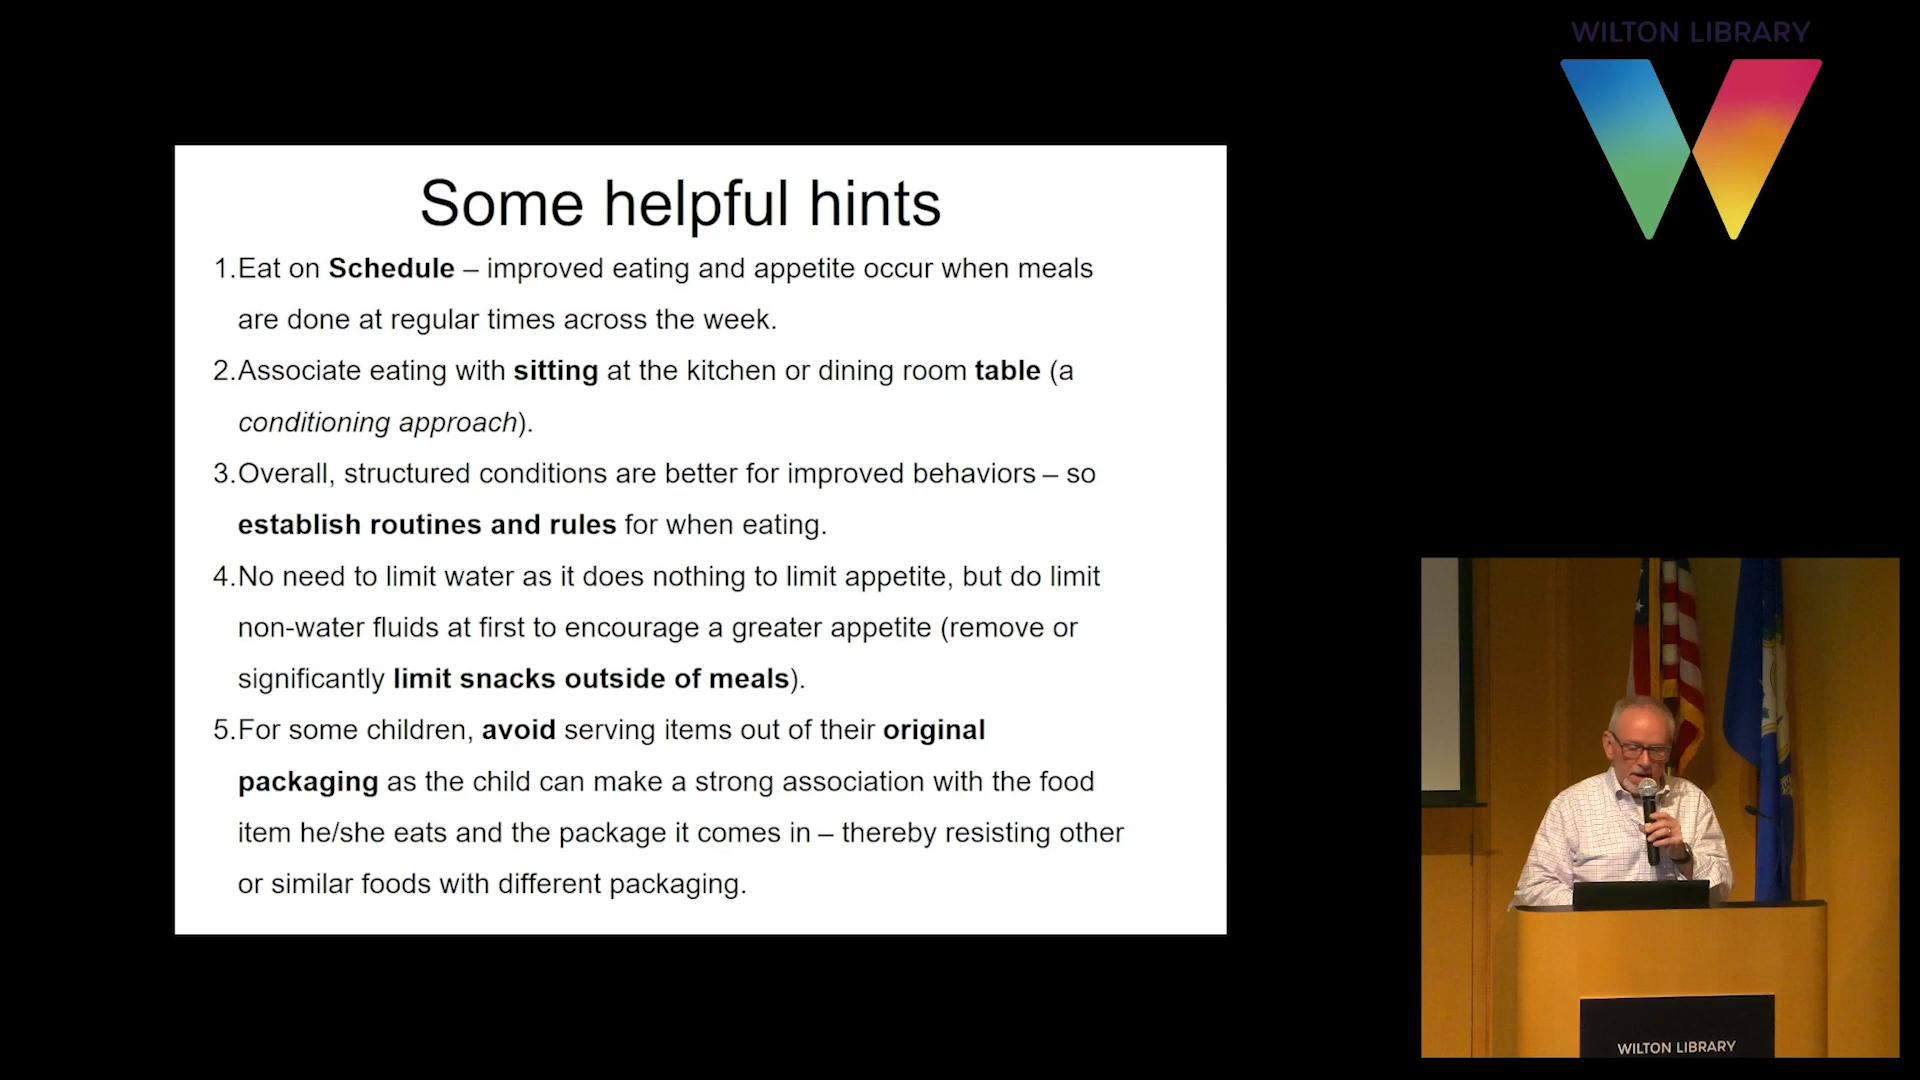 WILTON LIBRARY
Some helpful hints
1.Eat on Schedule – improved eating and appetite occur when meals
are done at regular times across the week.
2.Associate eating with sitting at the kitchen or dining room table (a
conditioning approach).
3.Overall, structured conditions are better for improved behaviors – so
establish routines and rules for when eating.
4.No need to limit water as it does nothing to limit appetite, but do limit
non-water fluids at first to encourage a greater appetite (remove or
significantly limit snacks outside of meals).
5.For some children, avoid serving items out of their original
packaging as the child can make a strong association with the food
item he/she eats and the package it comes in – thereby resisting other
or similar foods with different packaging.
WILTON LIBRARY